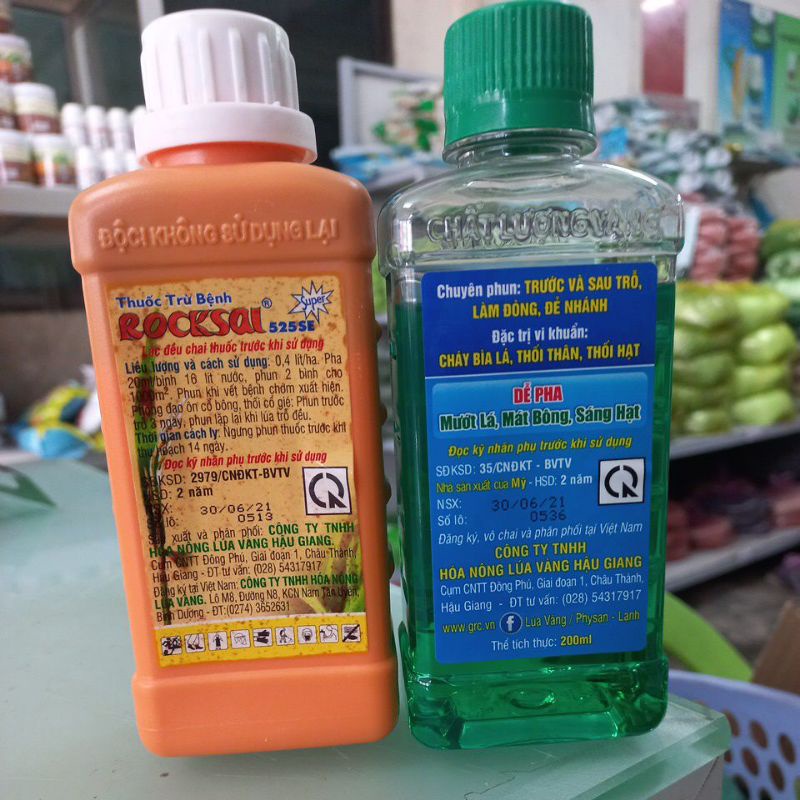 BỘCI KHÔNG SỬ DỤNG LẠI
Thuốc Trừ Bệnh
ROCKSAI®
525SE
Super
Lắc đều chai thuốc trước khi sử dụng
Liều lượng và cách sử dụng: 0,4 lít/ha. Pha
20ml/bình 16 lít nước, phun 2 bình cho
1000m². Phun khi vết bệnh chớm xuất hiện.
Phòng đạo ôn cổ bông, thối cổ gié: Phun trước
trổ 3 ngày, phun lặp lại khi lúa trổ đều.
Thời gian cách ly: Ngưng phun thuốc trước khi
thu hoạch 14 ngày.
Đọc kỹ nhãn phụ trước khi sử dụng
SĐKSD: 2979/CNĐKT-BVTV
HSD: 2 năm
NSX: 30/06/21
Số lô: 0513
Sản xuất và phân phối: CÔNG TY TNHH
HÓA NÔNG LÚA VÀNG HẬU GIANG.
Cụm CNTT Đông Phú, Giai đoạn 1, Châu Thành,
Hậu Giang - ĐT tư vấn: (028) 54317917
Đăng ký tại Việt Nam: CÔNG TY TNHH HÓA NÔNG
LÚA VÀNG. Lô M8, Đường N8, KCN Nam Tân Uyên,
Bình Dương - ĐT: (0274) 3652631
CHẤT LƯỢNG VÀNG
Chuyên phun: TRƯỚC VÀ SAU TRỔ,
LÀM ĐÒNG, ĐẺ NHÁNH
Đặc trị vi khuẩn:
CHÁY BÌA LÁ, THỐI THÂN, THỐI HẠT
DỄ PHA
Mướt Lá, Mát Bông, Sáng Hạt
Đọc kỹ nhãn phụ trước khi sử dụng
SĐKSD: 35/CNĐKT - BVTV
Nhà sản xuất của Mỹ - HSD: 2 năm
NSX: 30/06/21
Số lô: 0536
Đăng ký, vô chai và phân phối tại Việt Nam
CÔNG TY TNHH
HÓA NÔNG LÚA VÀNG HẬU GIANG
Cụm CNTT Đông Phú, Giai đoạn 1, Châu Thành,
Hậu Giang - ĐT tư vấn: (028) 54317917
www.grc.vn f Lua Vàng / Physan - Lạnh
Thể tích thực: 200ml